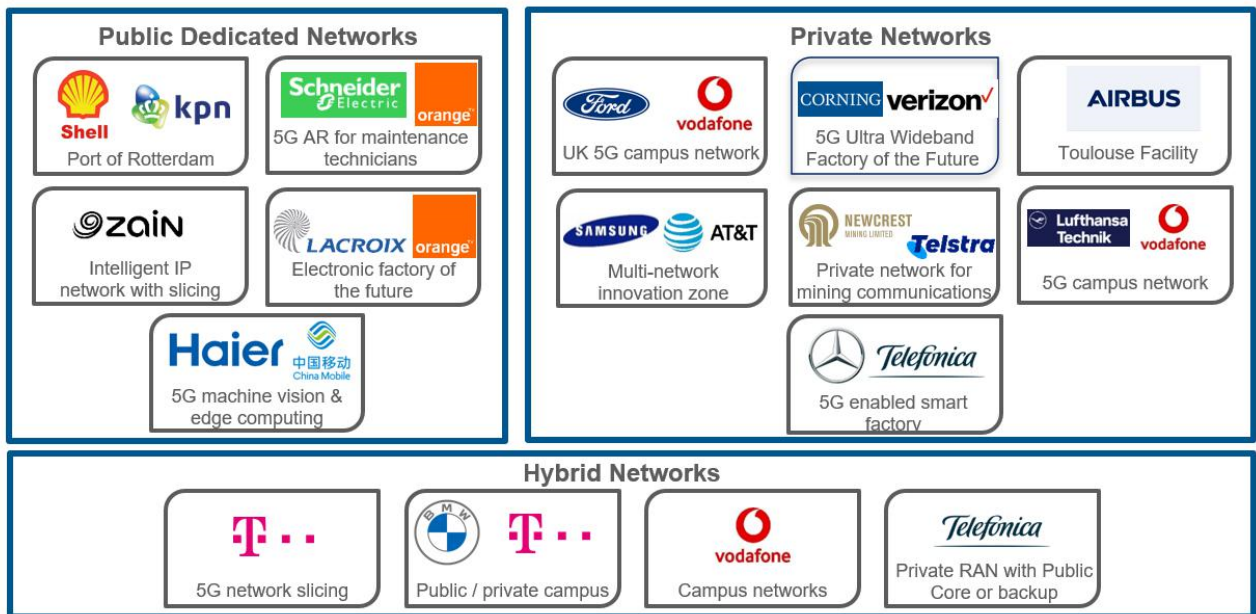 Public Dedicated Networks
Shell
kpn
Port of Rotterdam
Schneider
Electric
orange™
5G AR for maintenance
technicians
zain
Intelligent IP
network with slicing
LACROIX
orange™
Electronic factory of
the future
Haier
中国移动
China Mobile
5G machine vision &
edge computing
Private Networks
Ford
vodafone
UK 5G campus network
CORNING
verizon✓
5G Ultra Wideband
Factory of the Future
AIRBUS
Toulouse Facility
SAMSUNG
AT&T
Multi-network
innovation zone
NEWCREST
MINING LIMITED
Telstra
Private network for
mining communications
Lufthansa
Technik
vodafone
5G campus network
Telefónica
5G enabled smart
factory
Hybrid Networks
T
5G network slicing
BMW
T
Public / private campus
vodafone
Campus networks
Telefónica
Private RAN with Public
Core or backup